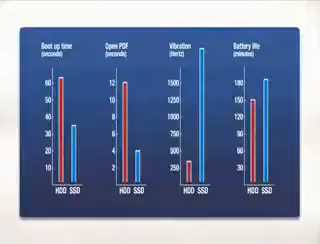 Boot up time
(seconds)
60
50
40
30
20
10
HDD SSD
Open PDF
(seconds)
12
10
8
6
4
2
HDD SSD
Vibration
(Hertz)
1500
1250
1000
750
500
250
HDD SSD
Battery life
(minutes)
180
150
120
90
60
30
HDD SSD